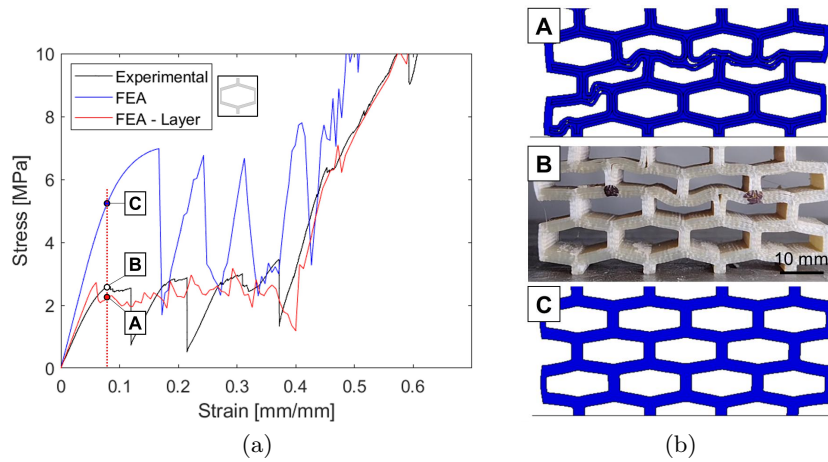 10
8
6
4
2
0
Stress [MPa]
Experimental
FEA
FEA - Layer
C
B
A
0
0.1
0.2
0.3
0.4
0.5
0.6
Strain [mm/mm]
(a)
A
B
10 mm
C
(b)